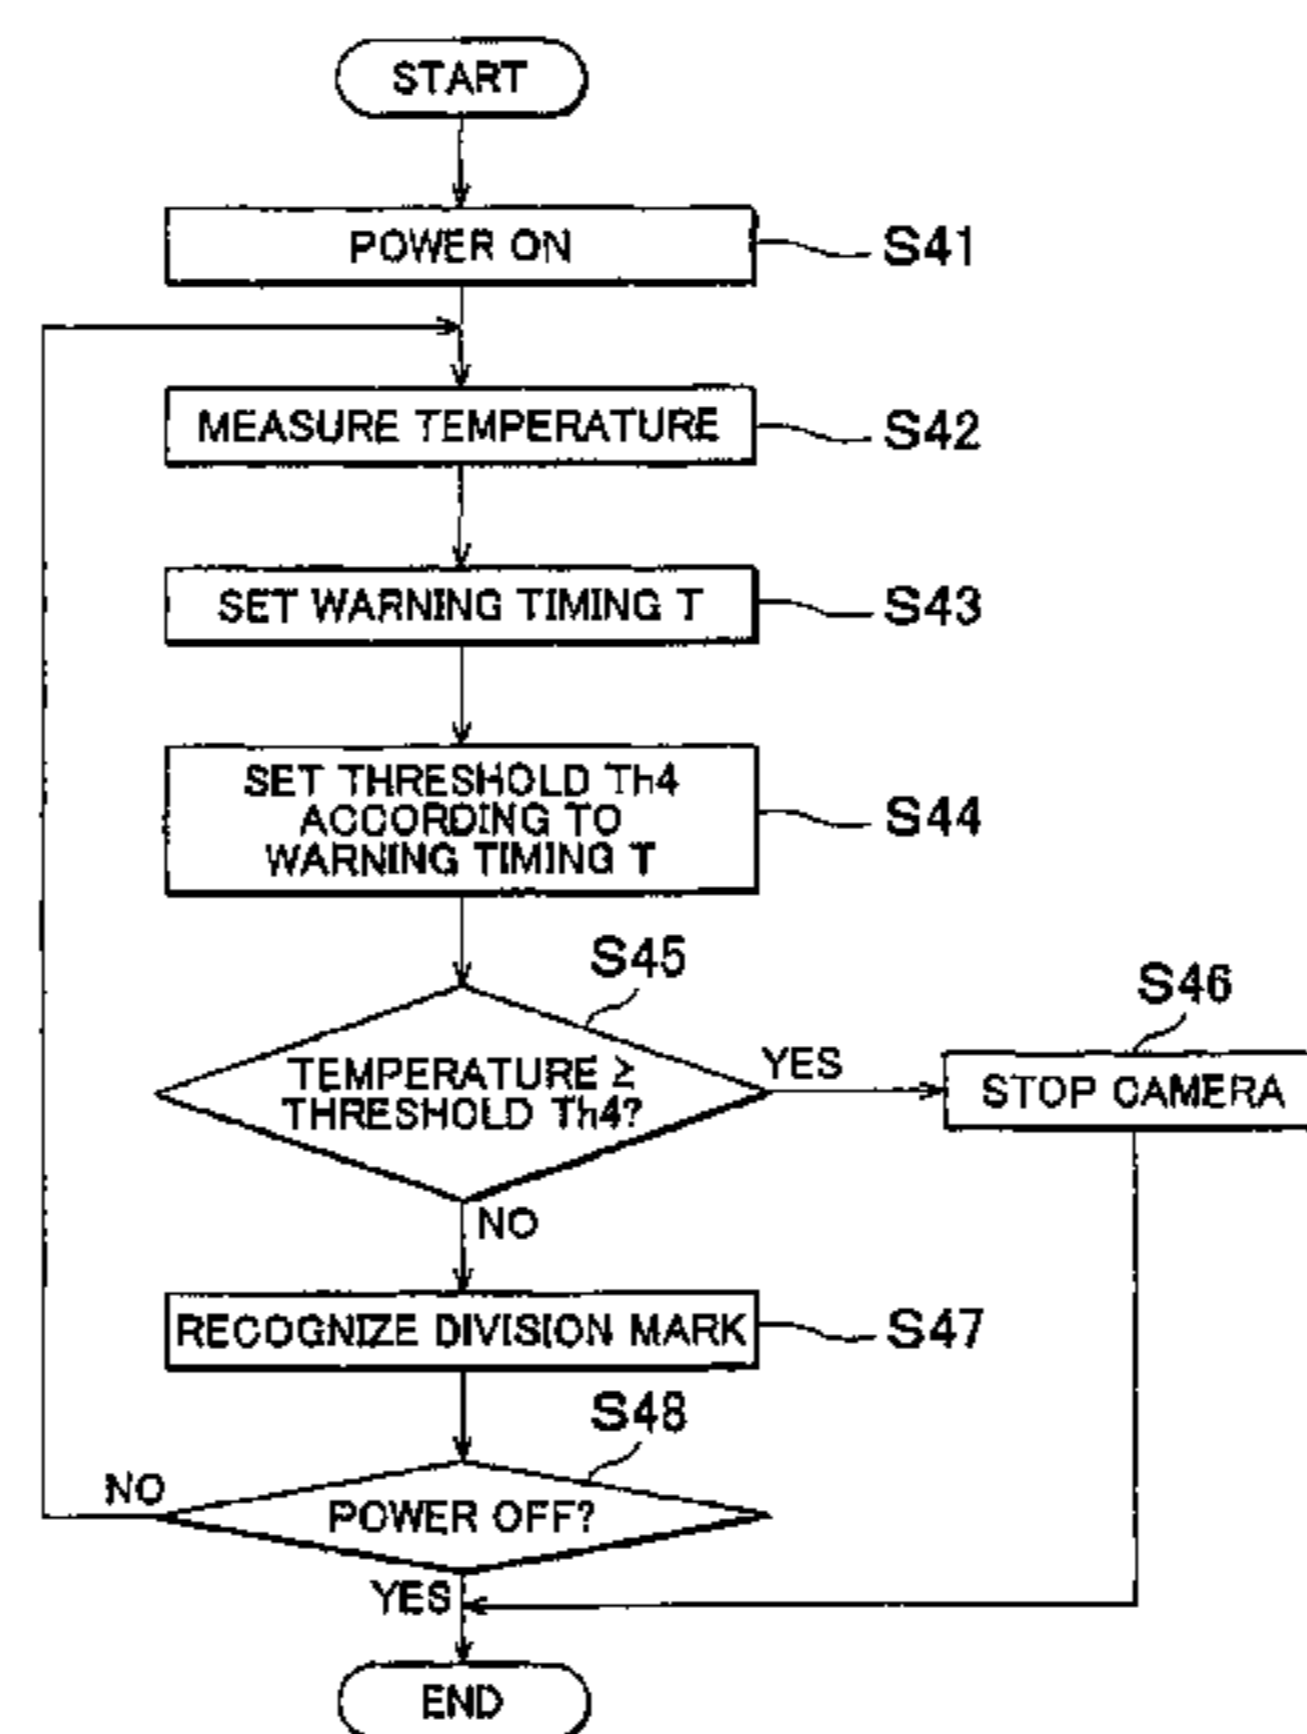 START
POWER ON
S41
MEASURE TEMPERATURE
S42
SET WARNING TIMING T
S43
SET THRESHOLD Th4
ACCORDING TO
WARNING TIMING T
S44
S45
TEMPERATURE ≥
THRESHOLD Th4?
YES
S46
STOP CAMERA
NO
RECOGNIZE DIVISION MARK
S47
S48
NO
POWER OFF?
YES
END